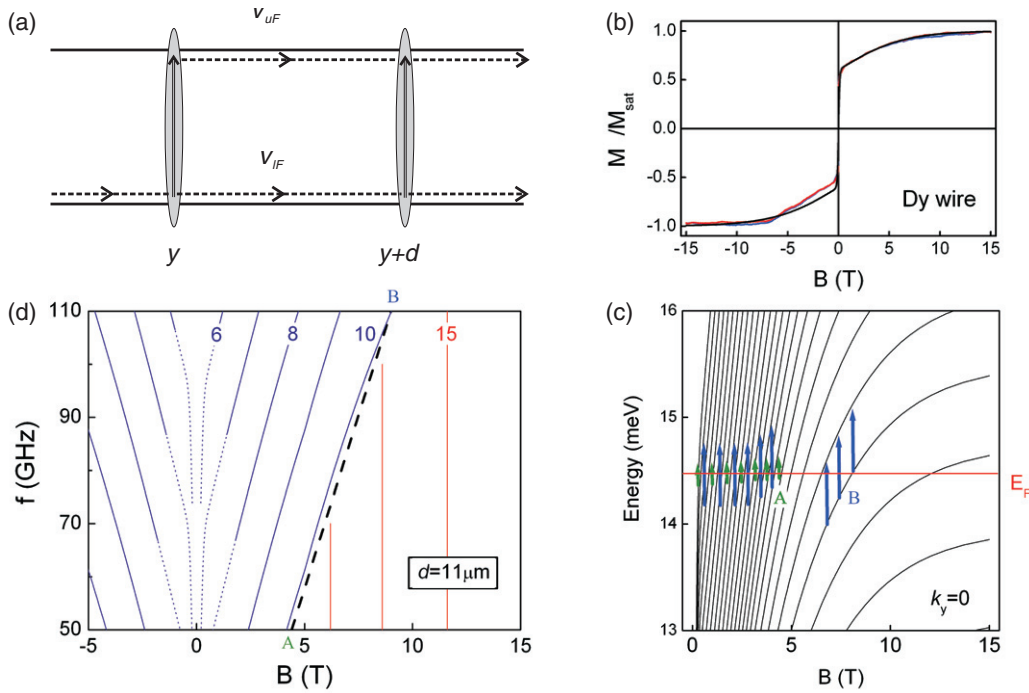 (a)
v_uF
v_lF
y
y+d
(b)
M /M_sat
1.0
0.5
0.0
-0.5
-1.0
Dy wire
-15 -10 -5 0 5 10 15
B (T)
(d)
B
f (GHz)
110
90
70
50
6 8 10 15
d=11μm
A
-5 0 5 10 15
B (T)
(c)
Energy (meV)
16
15
14
13
A
B
E_F
k_y=0
0 5 10 15
B (T)